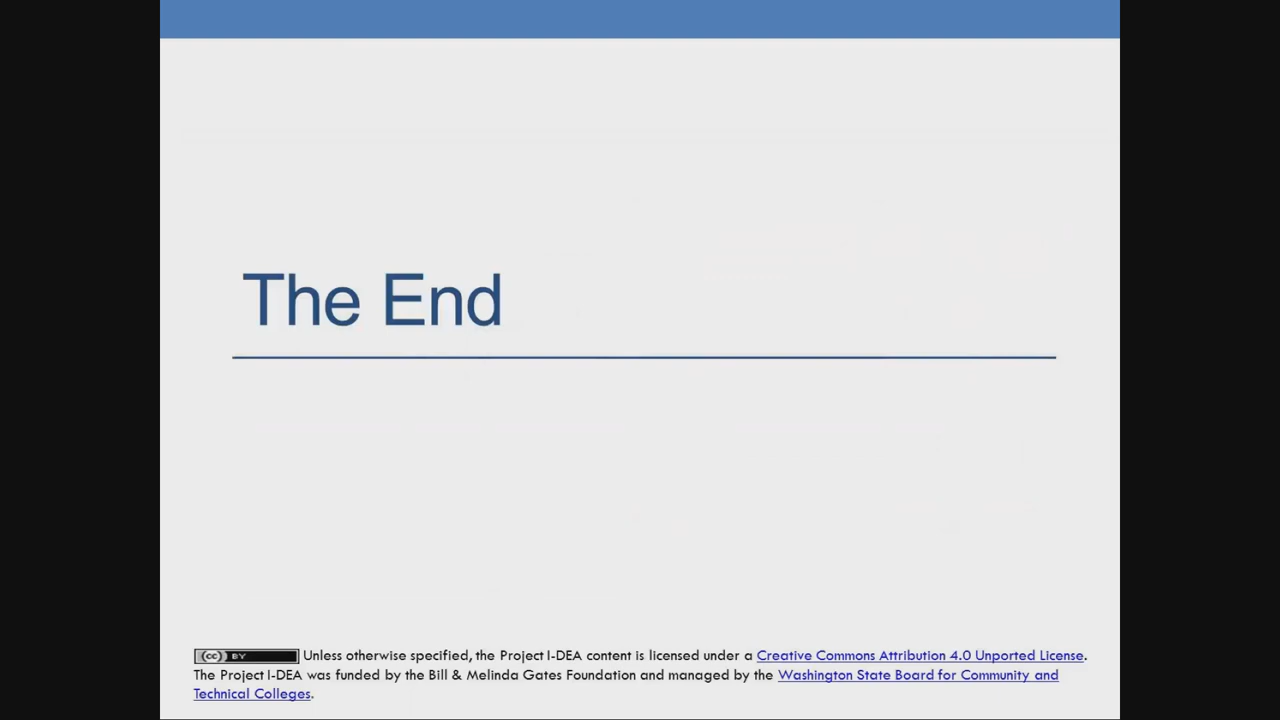 The End
(cc) BY Unless otherwise specified, the Project I-DEA content is licensed under a Creative Commons Attribution 4.0 Unported License.
The Project I-DEA was funded by the Bill & Melinda Gates Foundation and managed by the Washington State Board for Community and
Technical Colleges.